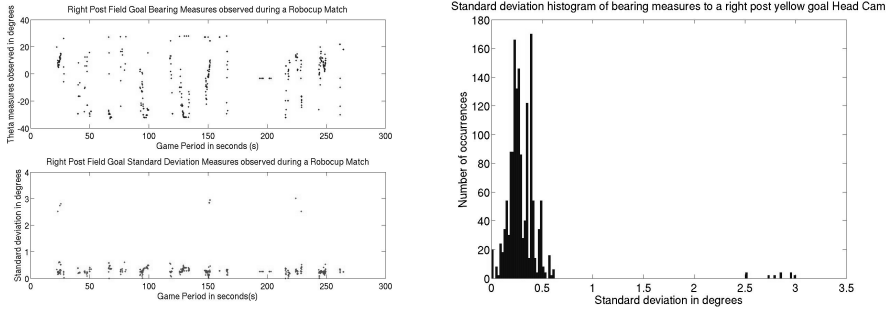 Right Post Field Goal Bearing Measures observed during a Robocup Match
Theta measures observed in degrees
40
20
0
-20
-40
0 50 100 150 200 250 300
Game Period in seconds (s)
Right Post Field Goal Standard Deviation Measures observed during a Robocup Match
Standard deviation in degrees
4
3
2
1
0
0 50 100 150 200 250 300
Game Period in seconds(s)
Standard deviation histogram of bearing measures to a right post yellow goal Head Cam
Number of occurrences
180
160
140
120
100
80
60
40
20
0
0 0.5 1 1.5 2 2.5 3 3.5
Standard deviation in degrees